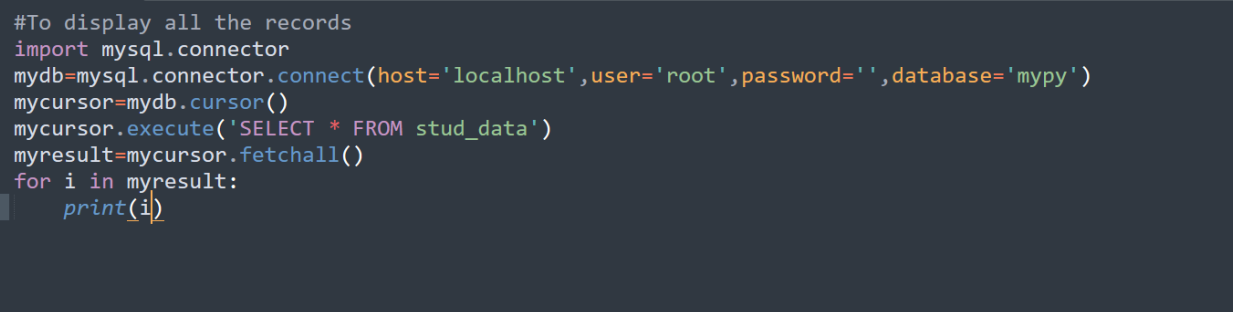 #To display all the records
import mysql.connector
mydb=mysql.connector.connect(host='localhost',user='root',password='',database='mypy')
mycursor=mydb.cursor()
mycursor.execute('SELECT * FROM stud_data')
myresult=mycursor.fetchall()
for i in myresult:
    print(i)